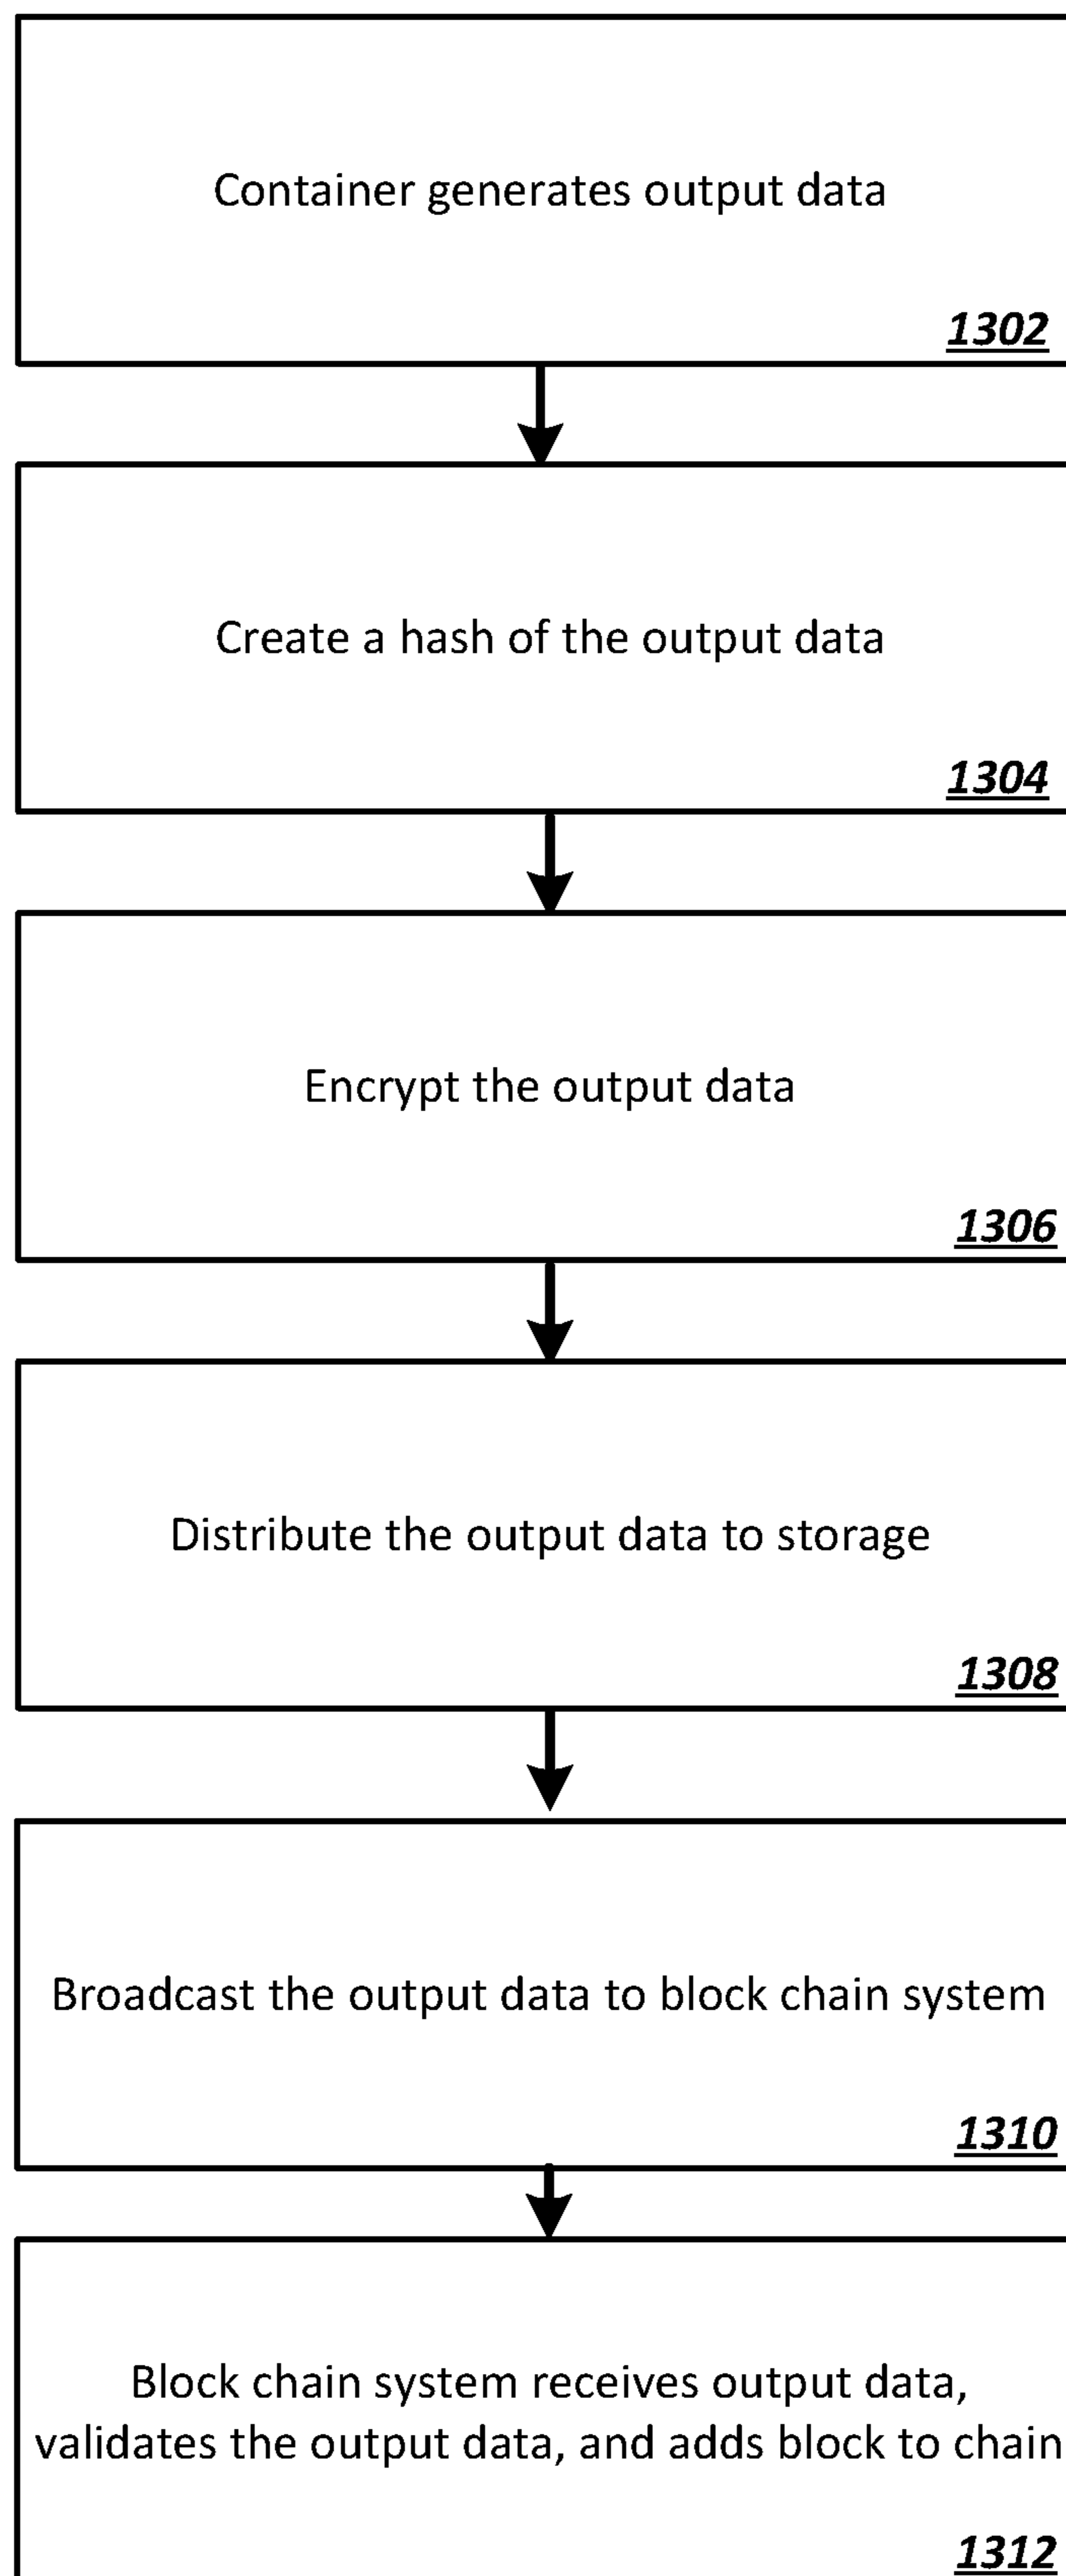 Container generates output data
1302
Create a hash of the output data
1304
Encrypt the output data
1306
Distribute the output data to storage
1308
Broadcast the output data to block chain system
1310
Block chain system receives output data,
validates the output data, and adds block to chain
1312